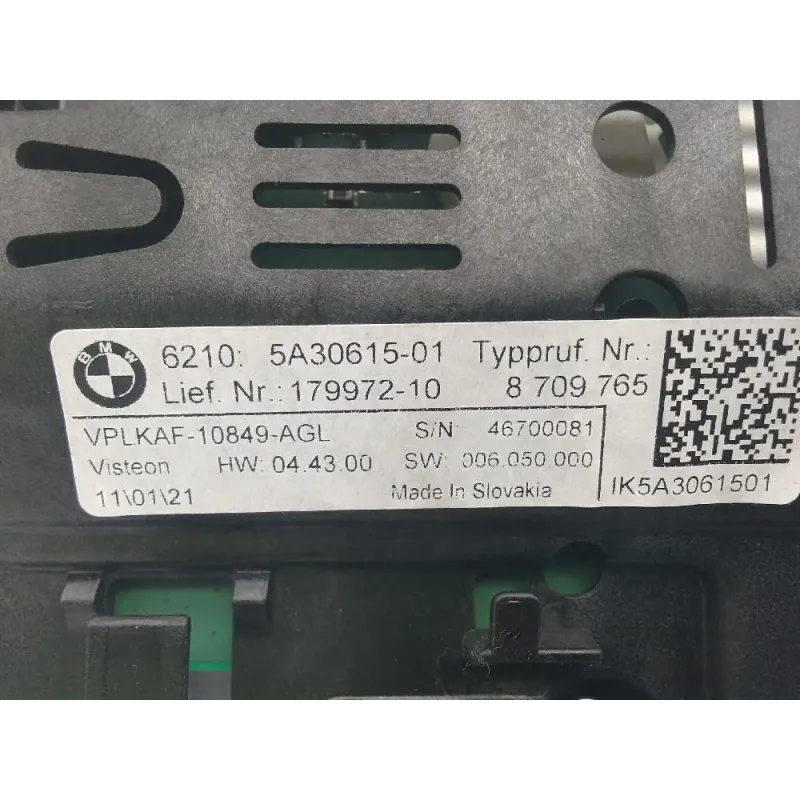 BMW
6210: 5A30615-01 Typpruf. Nr.:
Lief. Nr.: 179972-10 8 709 765
VPLKAF-10849-AGL S/N: 46700081
Visteon HW: 04.43.00 SW: 006.050.000
11\01\21 Made In Slovakia
IK5A3061501